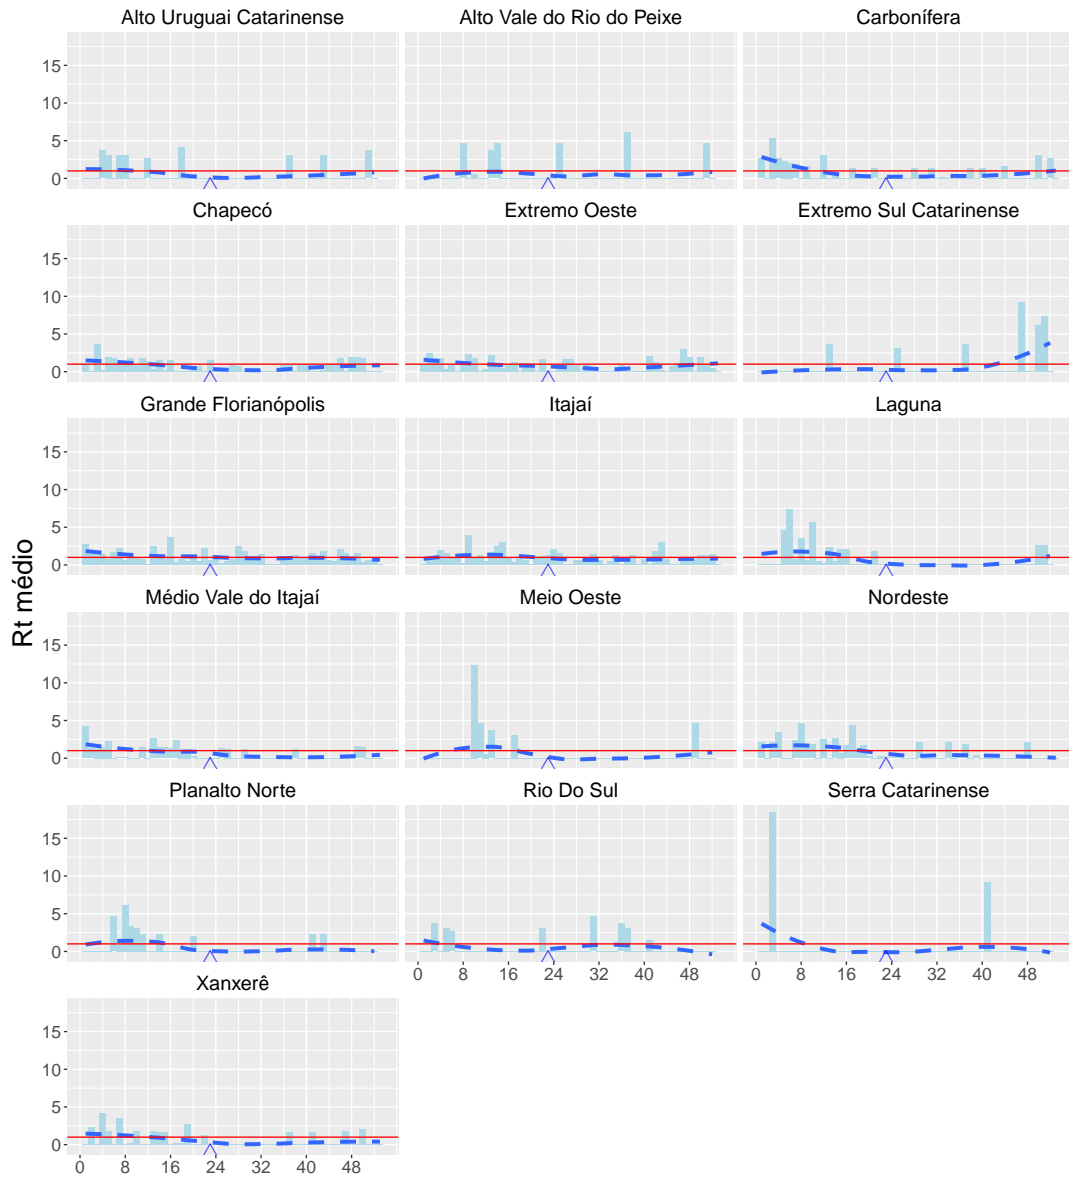 Alto Uruguai Catarinense Alto Vale do Rio do Peixe Carbonífera
15
10
5
0
Chapecó Extremo Oeste Extremo Sul Catarinense
15
10
5
0
Grande Florianópolis Itajaí Laguna
15
10
5
0
Rt médio
Médio Vale do Itajaí Meio Oeste Nordeste
15
10
5
0
Planalto Norte Rio Do Sul Serra Catarinense
15
10
5
0
0 8 16 24 32 40 48 0 8 16 24 32 40 48
Xanxerê
15
10
5
0
0 8 16 24 32 40 48